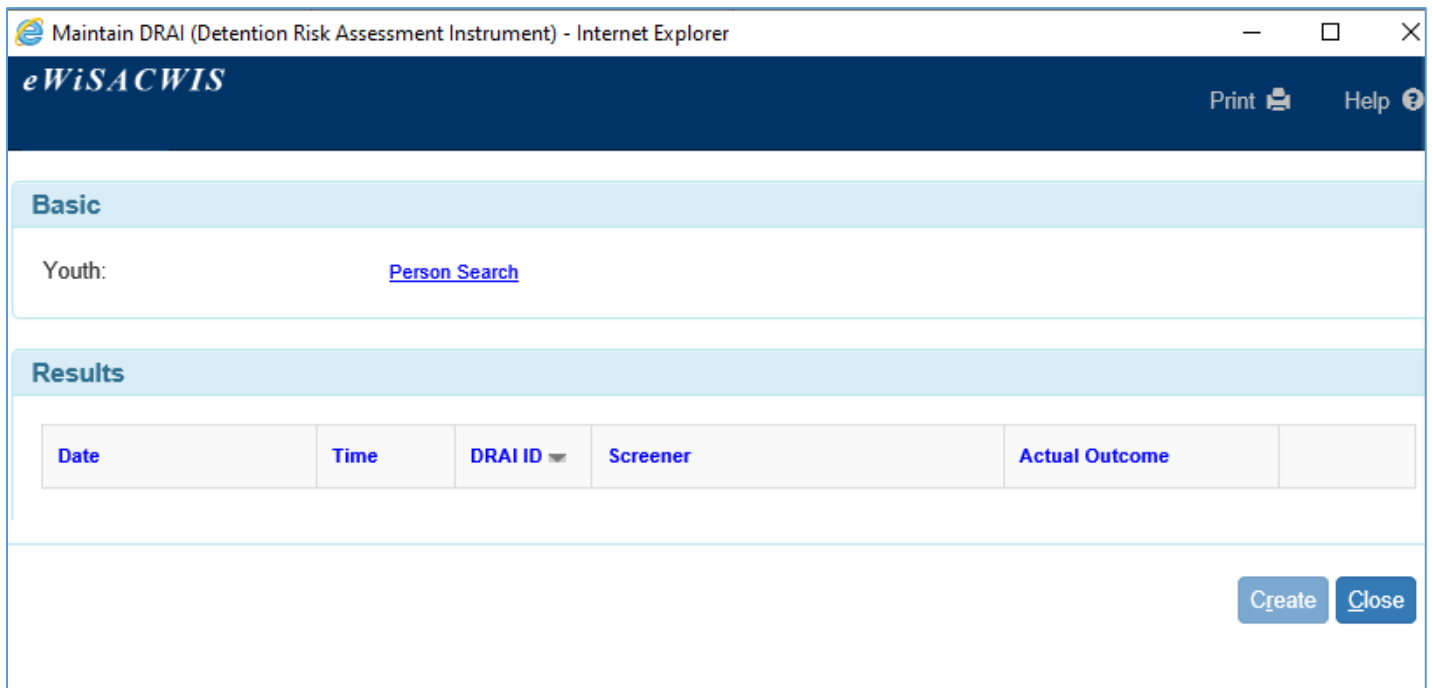 Maintain DRAI (Detention Risk Assessment Instrument) - Internet Explorer
eWiSACWIS
Print Help
Basic
Youth: Person Search
Results
Date Time DRAI ID Screener Actual Outcome
Create Close